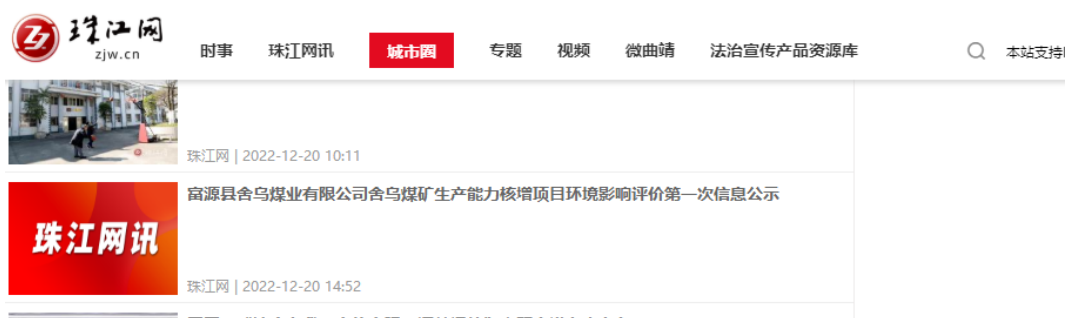 珠江网
zjw.cn
时事 珠江网讯 城市圈 专题 视频 微曲靖 法治宣传产品资源库 本站支持
珠江网 | 2022-12-20 10:11
富源县舍乌煤业有限公司舍乌煤矿生产能力核增项目环境影响评价第一次信息公示
珠江网讯
珠江网 | 2022-12-20 14:52